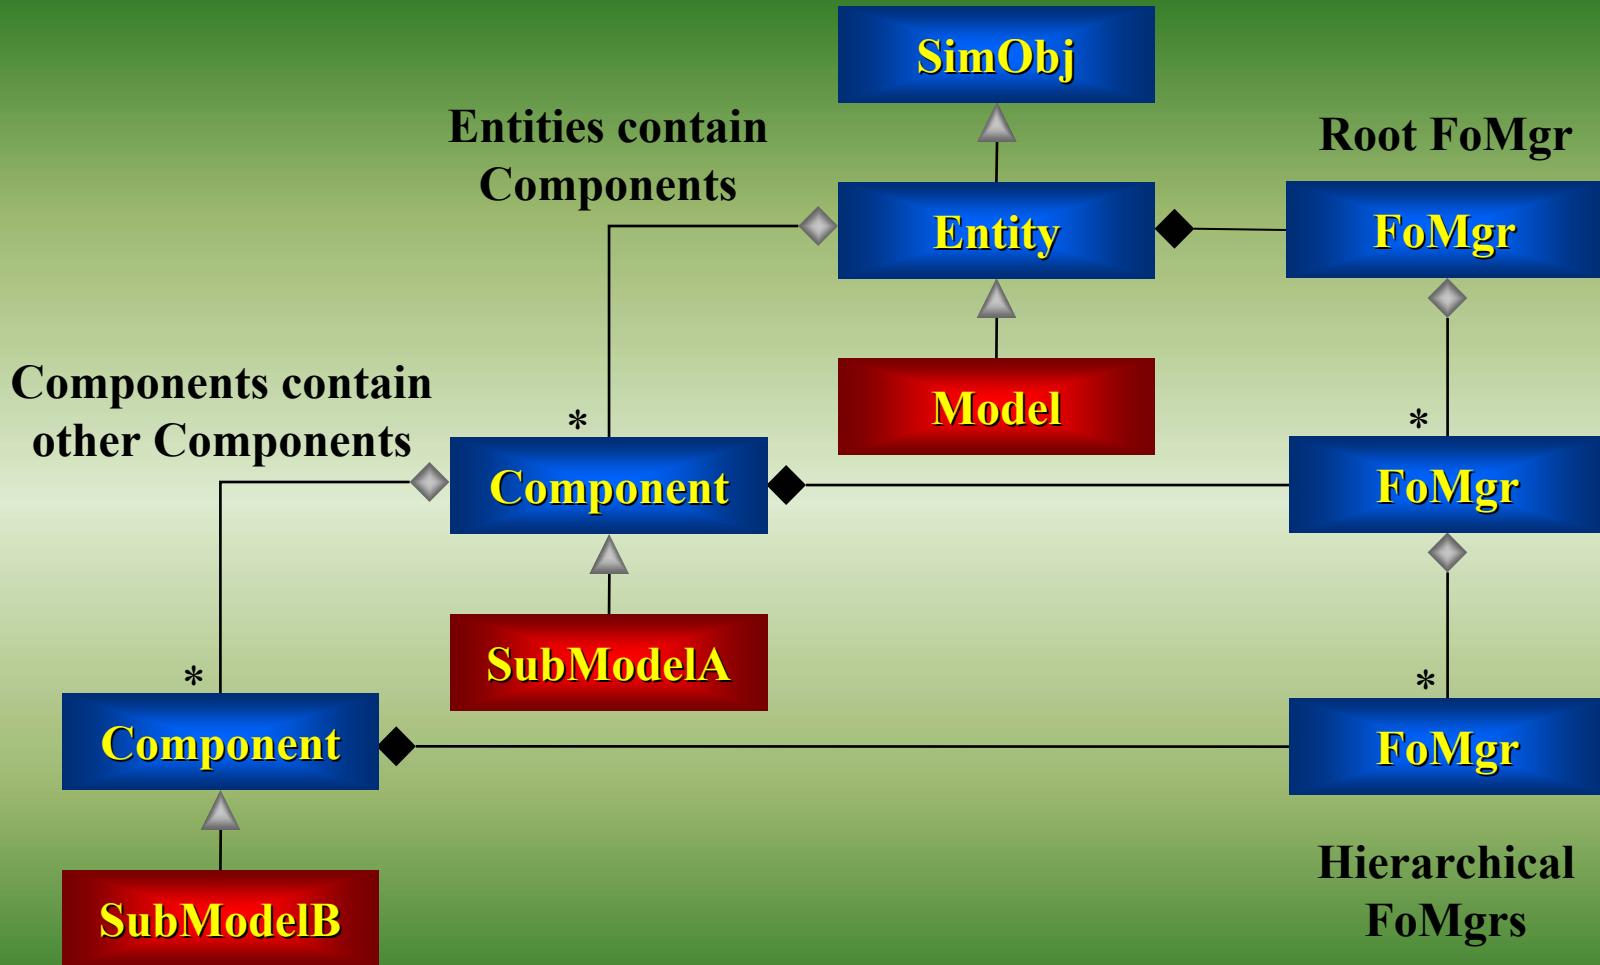 SimObj
Entities contain
Components
Root FoMgr
Entity
FoMgr
Model
Components contain
other Components
*
*
Component
FoMgr
SubModelA
*
*
Component
FoMgr
SubModelB
Hierarchical
FoMgrs